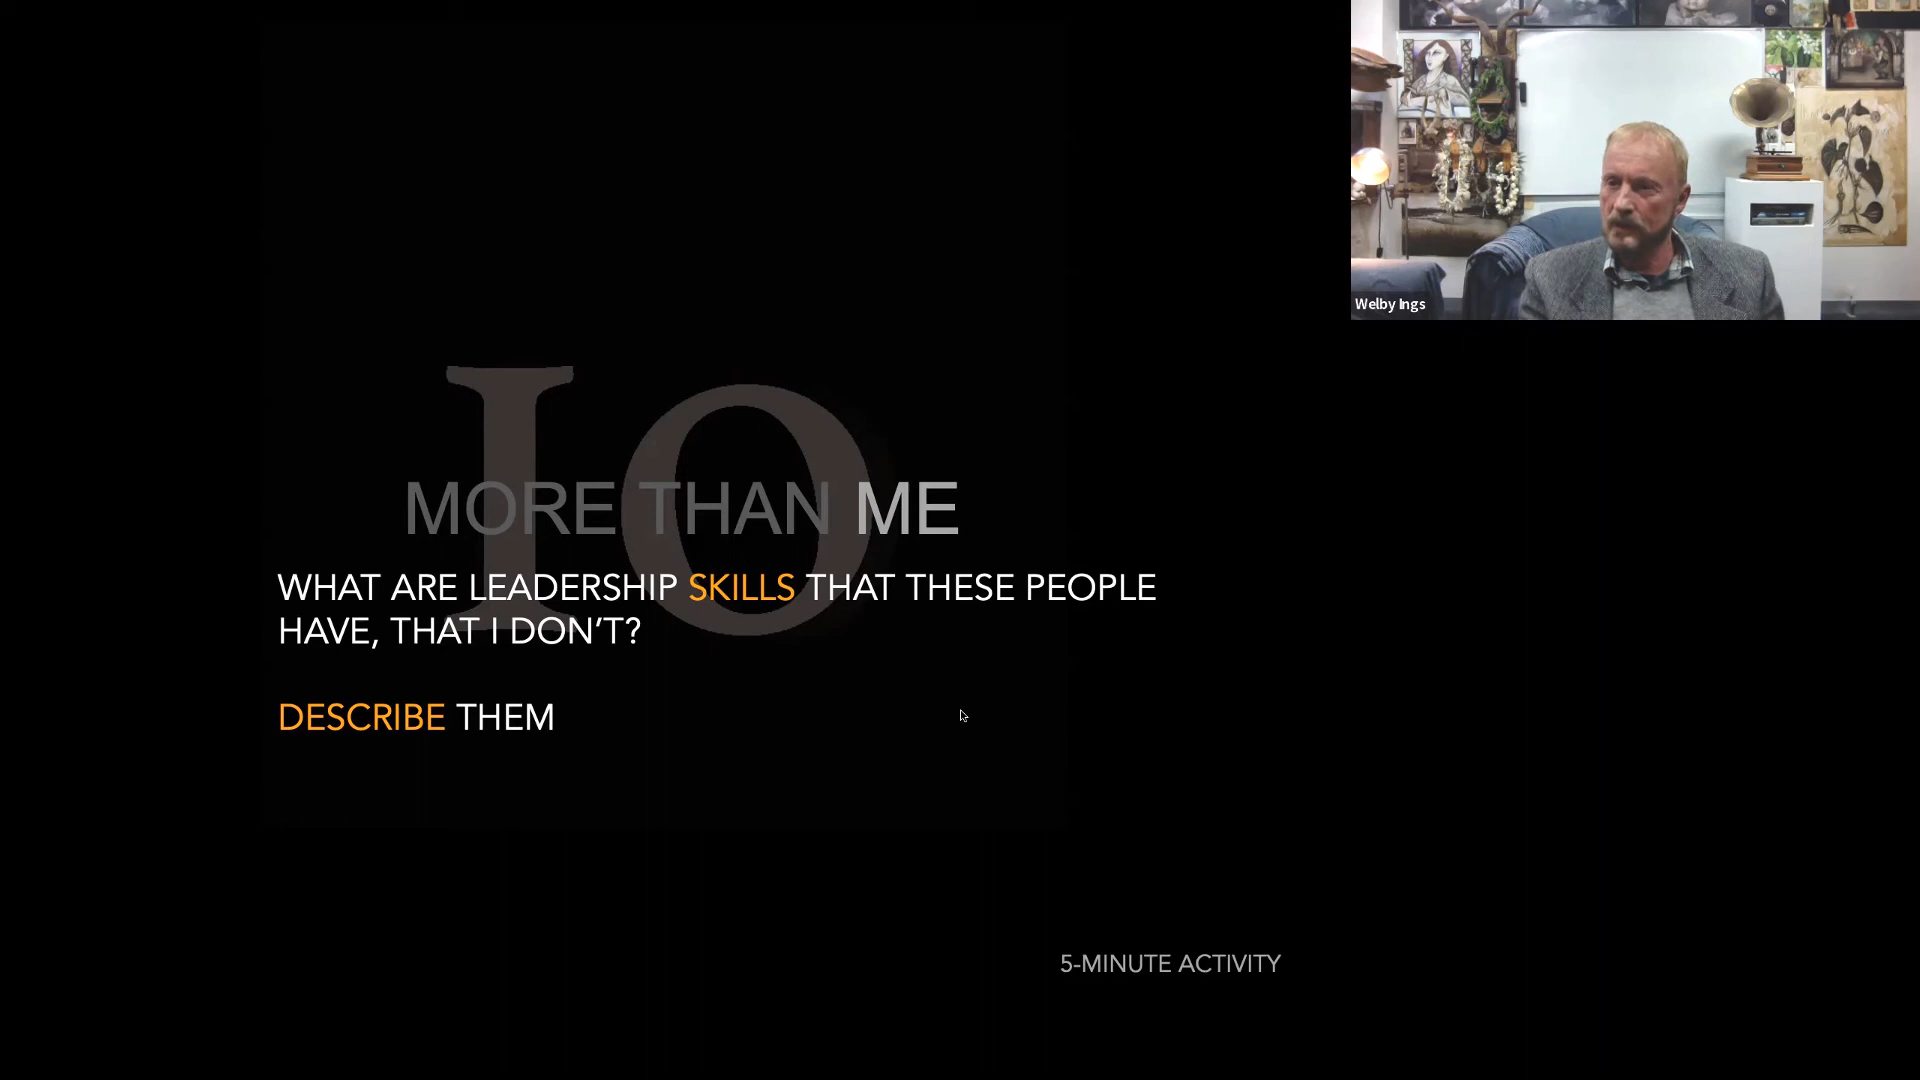 Welby Ings
10
MORE THAN ME
WHAT ARE LEADERSHIP SKILLS THAT THESE PEOPLE
HAVE, THAT I DON’T?
DESCRIBE THEM
5-MINUTE ACTIVITY